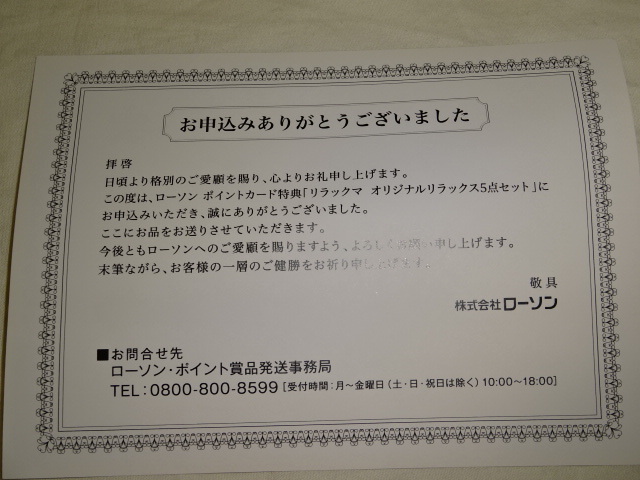 お申込みありがとうございました
拝啓
日頃より格別のご愛顧を賜り、心よりお礼申し上げます。
この度は、ローソン ポイントカード特典「リラックマ オリジナルリラックス5点セット」に
お申込みいただき、誠にありがとうございました。
ここにお品をお送りさせていただきます。
今後ともローソンへのご愛顧を賜りますよう、よろしくお願い申し上げます。
末筆ながら、お客様の一層のご健勝をお祈り申し上げます。
敬具
株式会社ローソン
■お問合せ先
ローソン・ポイント賞品発送事務局
TEL:0800-800-8599[受付時間:月〜金曜日(土・日・祝日は除く)10:00〜18:00]